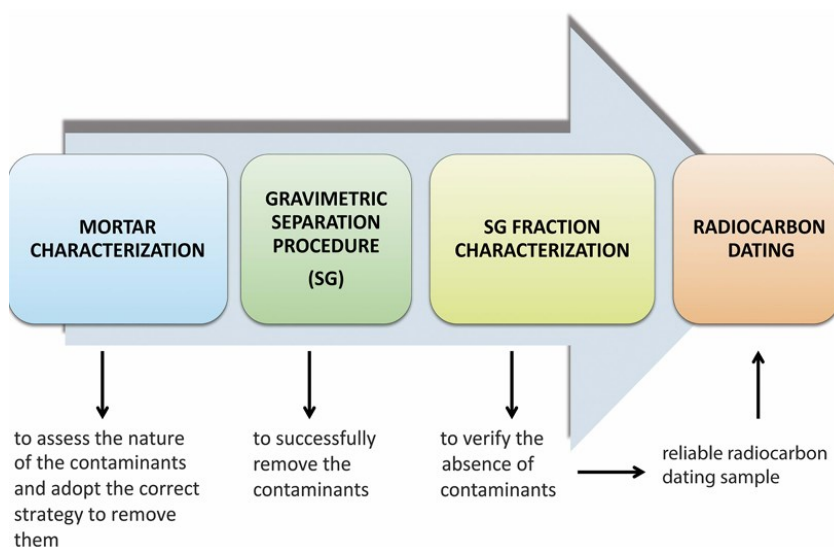 MORTAR
CHARACTERIZATION
GRAVIMETRIC
SEPARATION
PROCEDURE
(SG)
SG FRACTION
CHARACTERIZATION
RADIOCARBON
DATING
to assess the nature
of the contaminants
and adopt the correct
strategy to remove
them
to successfully
remove the
contaminants
to verify the
absence of
contaminants
reliable radiocarbon
dating sample